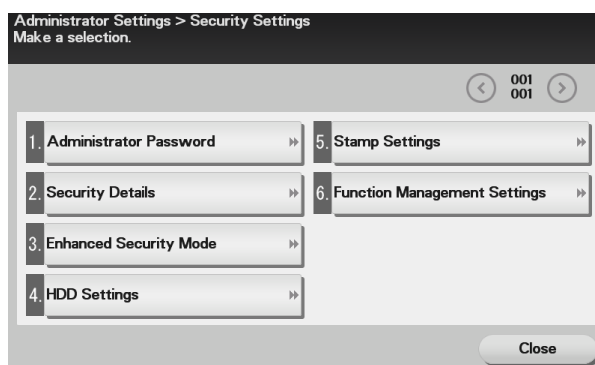 Administrator Settings > Security Settings
Make a selection.
001
001
1. Administrator Password
2. Security Details
3. Enhanced Security Mode
4. HDD Settings
5. Stamp Settings
6. Function Management Settings
Close